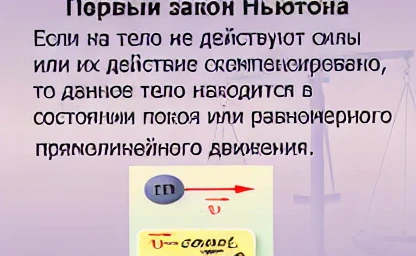 Первый закон Ньютона
Если на тело не действуют силы
или их действие скомпенсировано,
то данное тело находится в
состоянии покоя или равномерного
прямолинейного движения.
m
υ
υ = const